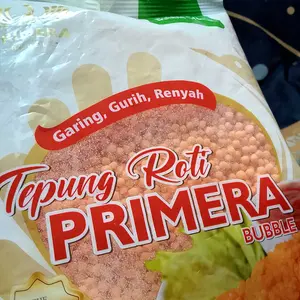 Garing, Gurih, Renyah
Tepung Roti
PRIMERA
BUBBLE